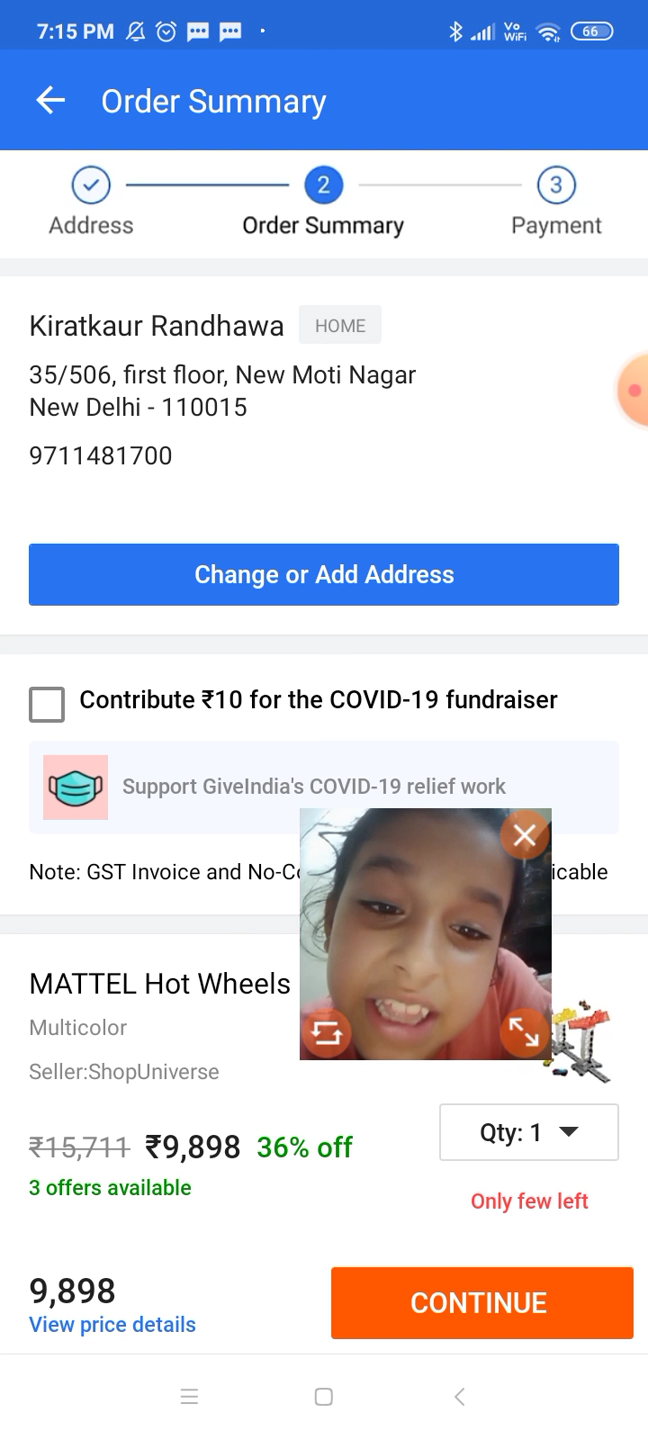 7:15 PM
Vo
WiFi
66
Order Summary
2
3
Address
Order Summary
Payment
Kiratkaur Randhawa
HOME
35/506, first floor, New Moti Nagar
New Delhi - 110015
9711481700
Change or Add Address
Contribute ₹10 for the COVID-19 fundraiser
Support GiveIndia's COVID-19 relief work
Note: GST Invoice and No-Co icable
MATTEL Hot Wheels
Multicolor
Seller:ShopUniverse
₹15,711 ₹9,898 36% off
Qty: 1
3 offers available
Only few left
9,898
CONTINUE
View price details